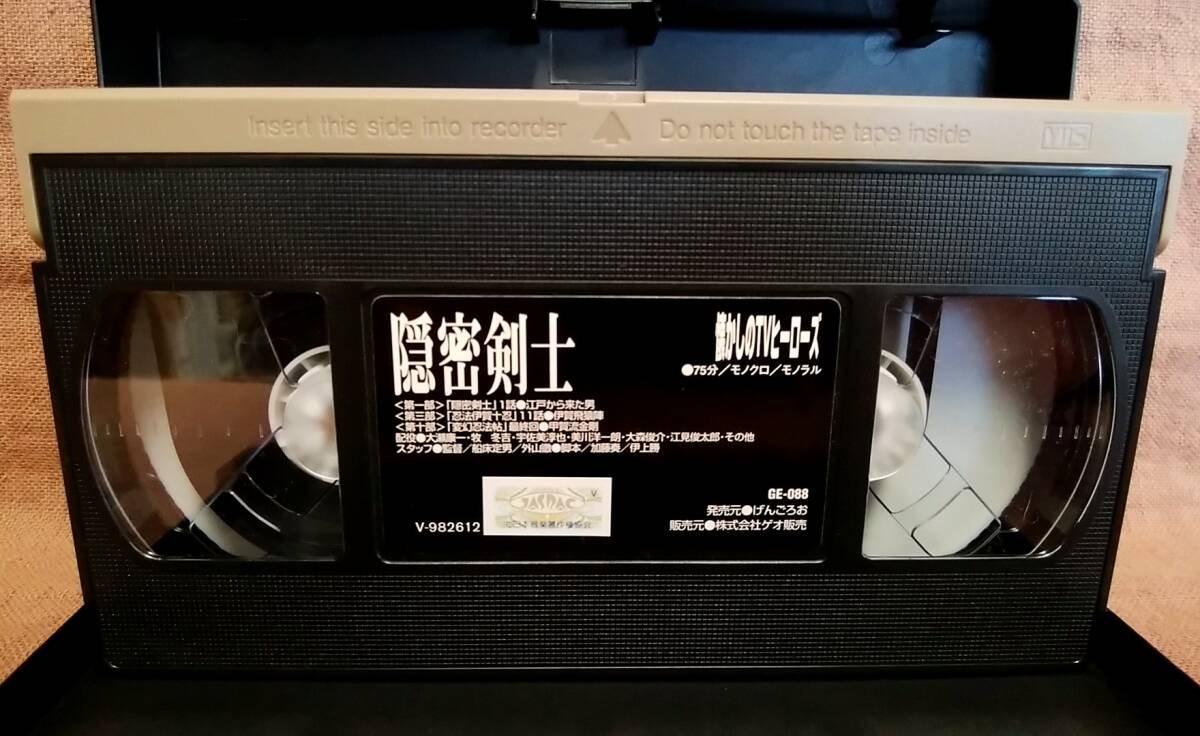 Insert this side into recorder Do not touch the tape inside VHS
隠密剣士
懐かしのTVヒーローズ
●75分/モノクロ/モノラル
<第一部>「隠密剣士」1話●江戸から来た男
<第三部>「忍法伊賀十忍」11話●伊賀飛猿陣
<第十部>「変幻忍法帖」最終回●甲賀流金剛
配役●大瀬康一・牧 冬吉・宇佐美淳也・美川洋一朗・大森俊介・江見俊太郎・その他
スタッフ●監督/船床定男/外山徹●脚本/加藤奏/伊上勝
V-982612
JASRAC
V
GE-088
発売元●げんごろお
販売元●株式会社ゲオ販売